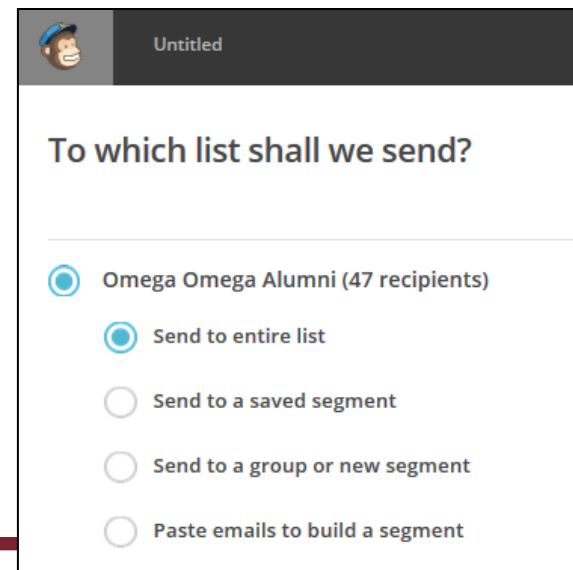 Untitled
To which list shall we send?
Omega Omega Alumni (47 recipients)
Send to entire list
Send to a saved segment
Send to a group or new segment
Paste emails to build a segment